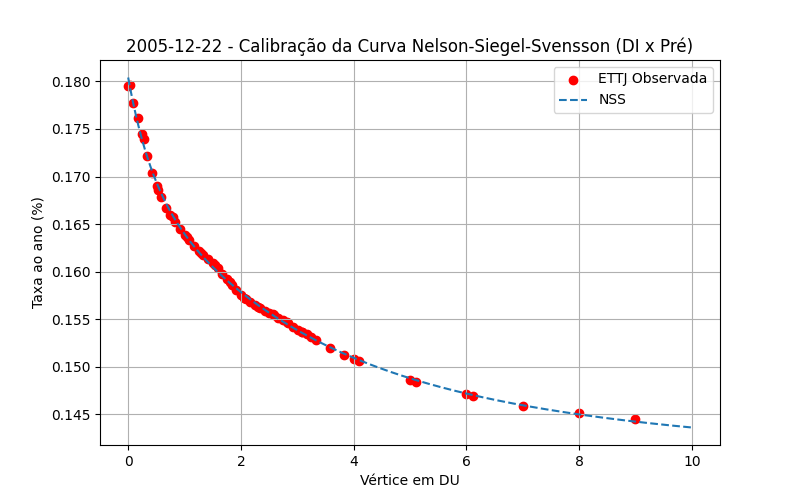 2005-12-22 - Calibração da Curva Nelson-Siegel-Svensson (DI x Pré)
ETTJ Observada
NSS
Taxa ao ano (%)
0.180
0.175
0.170
0.165
0.160
0.155
0.150
0.145
0 2 4 6 8 10
Vértice em DU